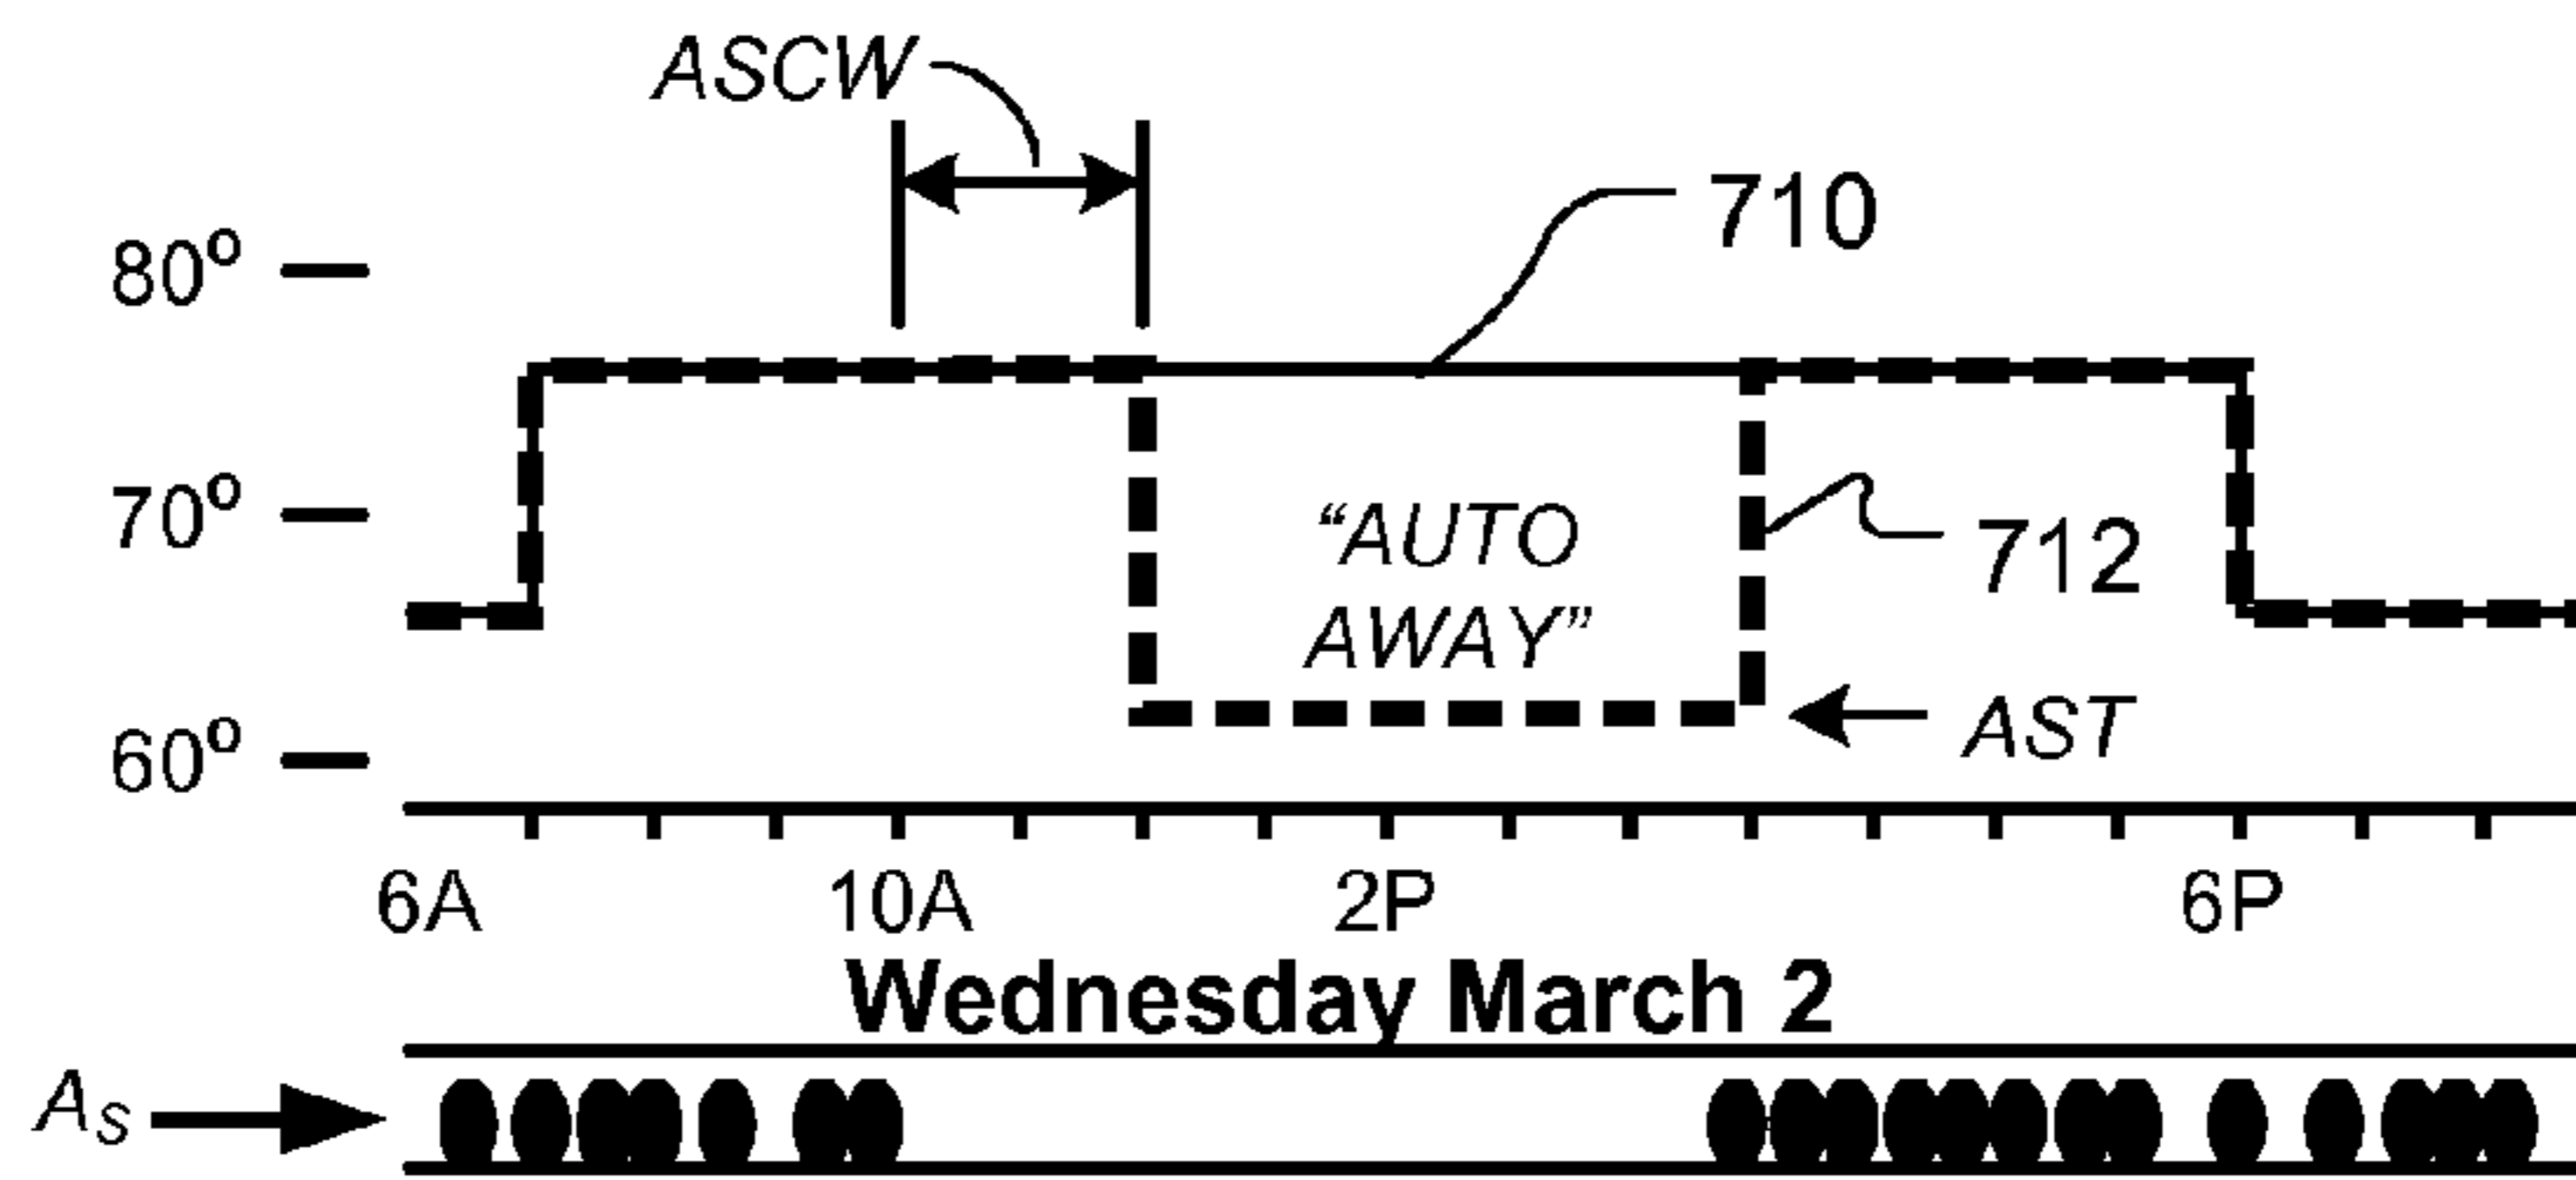 ASCW
710
80°
70°
"AUTO
AWAY"
712
60°
AST
6A 10A 2P 6P
Wednesday March 2
As